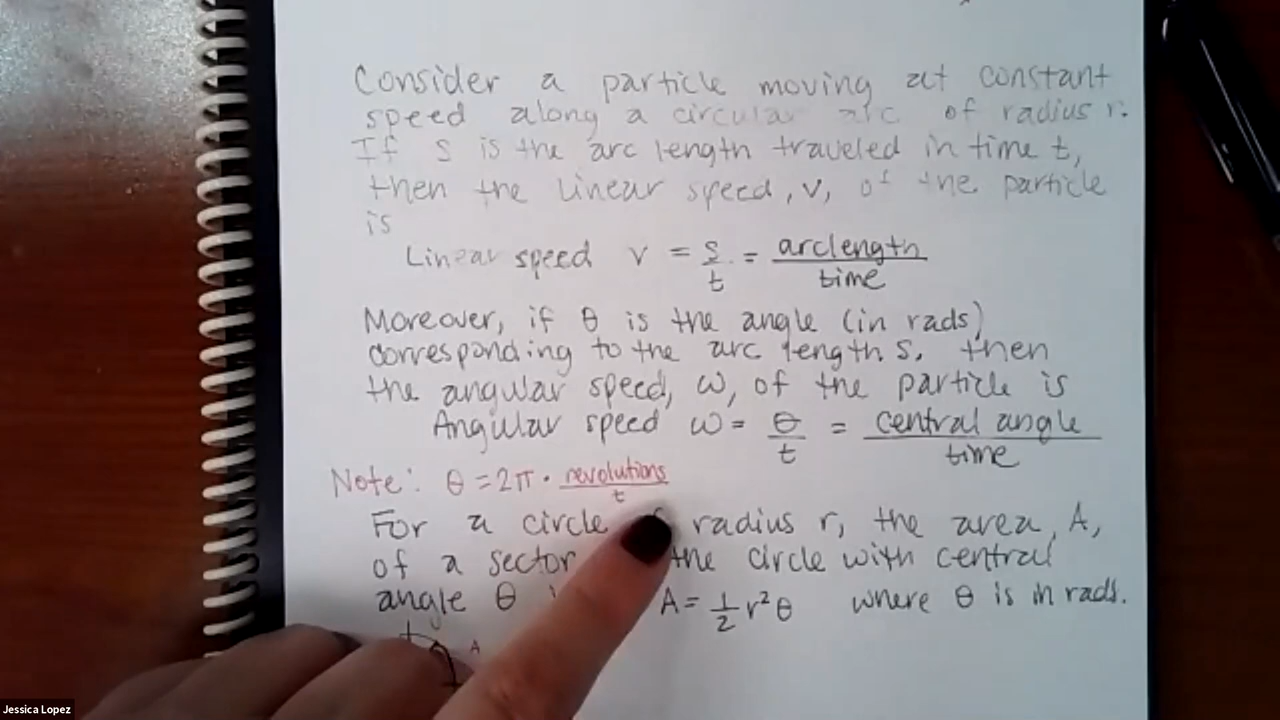 Consider a particle moving at constant
speed along a circular arc of radius r.
If s is the arc length traveled in time t,
then the linear speed, v, of the particle
is
Linear speed v = s/t = arclength/time
Moreover, if θ is the angle (in rads)
corresponding to the arc length s, then
the angular speed, ω, of the particle is
Angular speed ω = θ/t = central angle/time
Note: θ = 2π · revolutions/t
For a circle radius r, the area, A,
of a sector the circle with central
angle θ A = 1/2 r²θ where θ is in rads.
A
Jessica Lopez